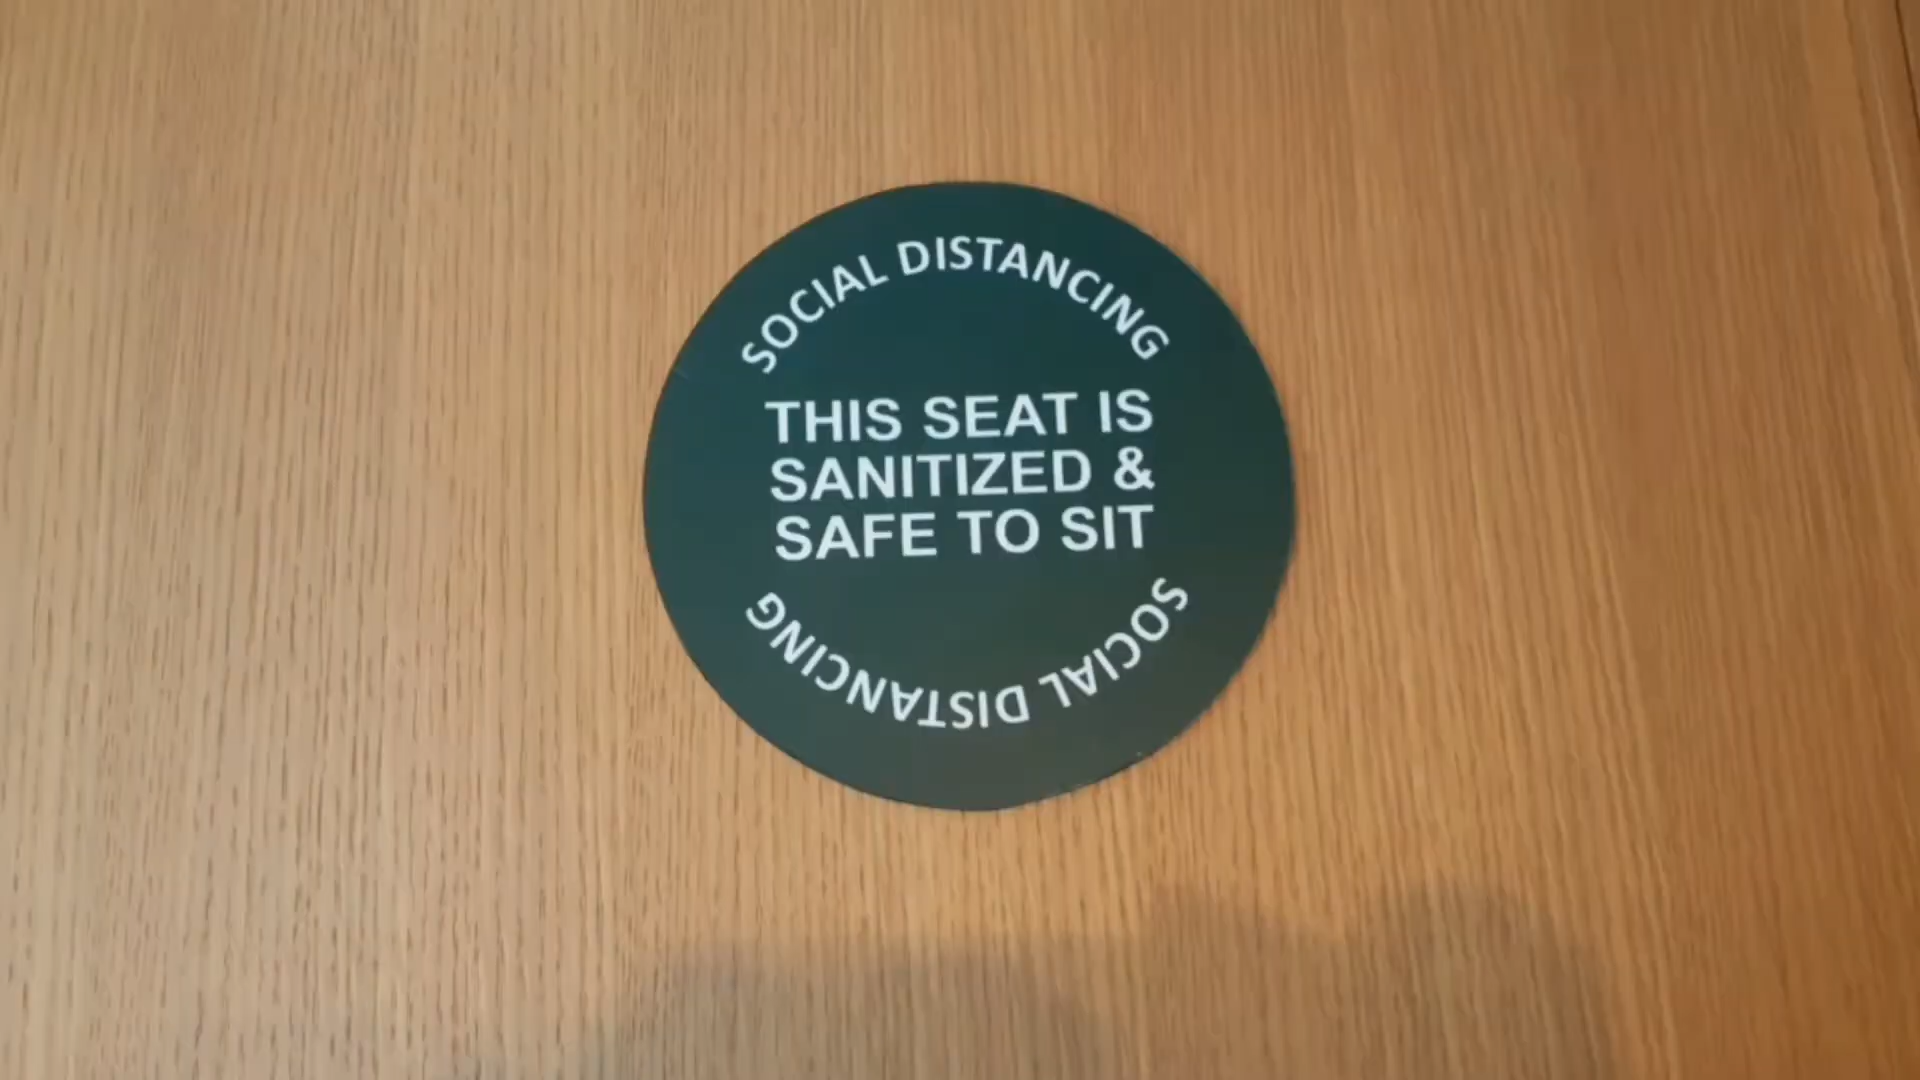 SOCIAL DISTANCING
THIS SEAT IS
SANITIZED &
SAFE TO SIT
SOCIAL DISTANCING